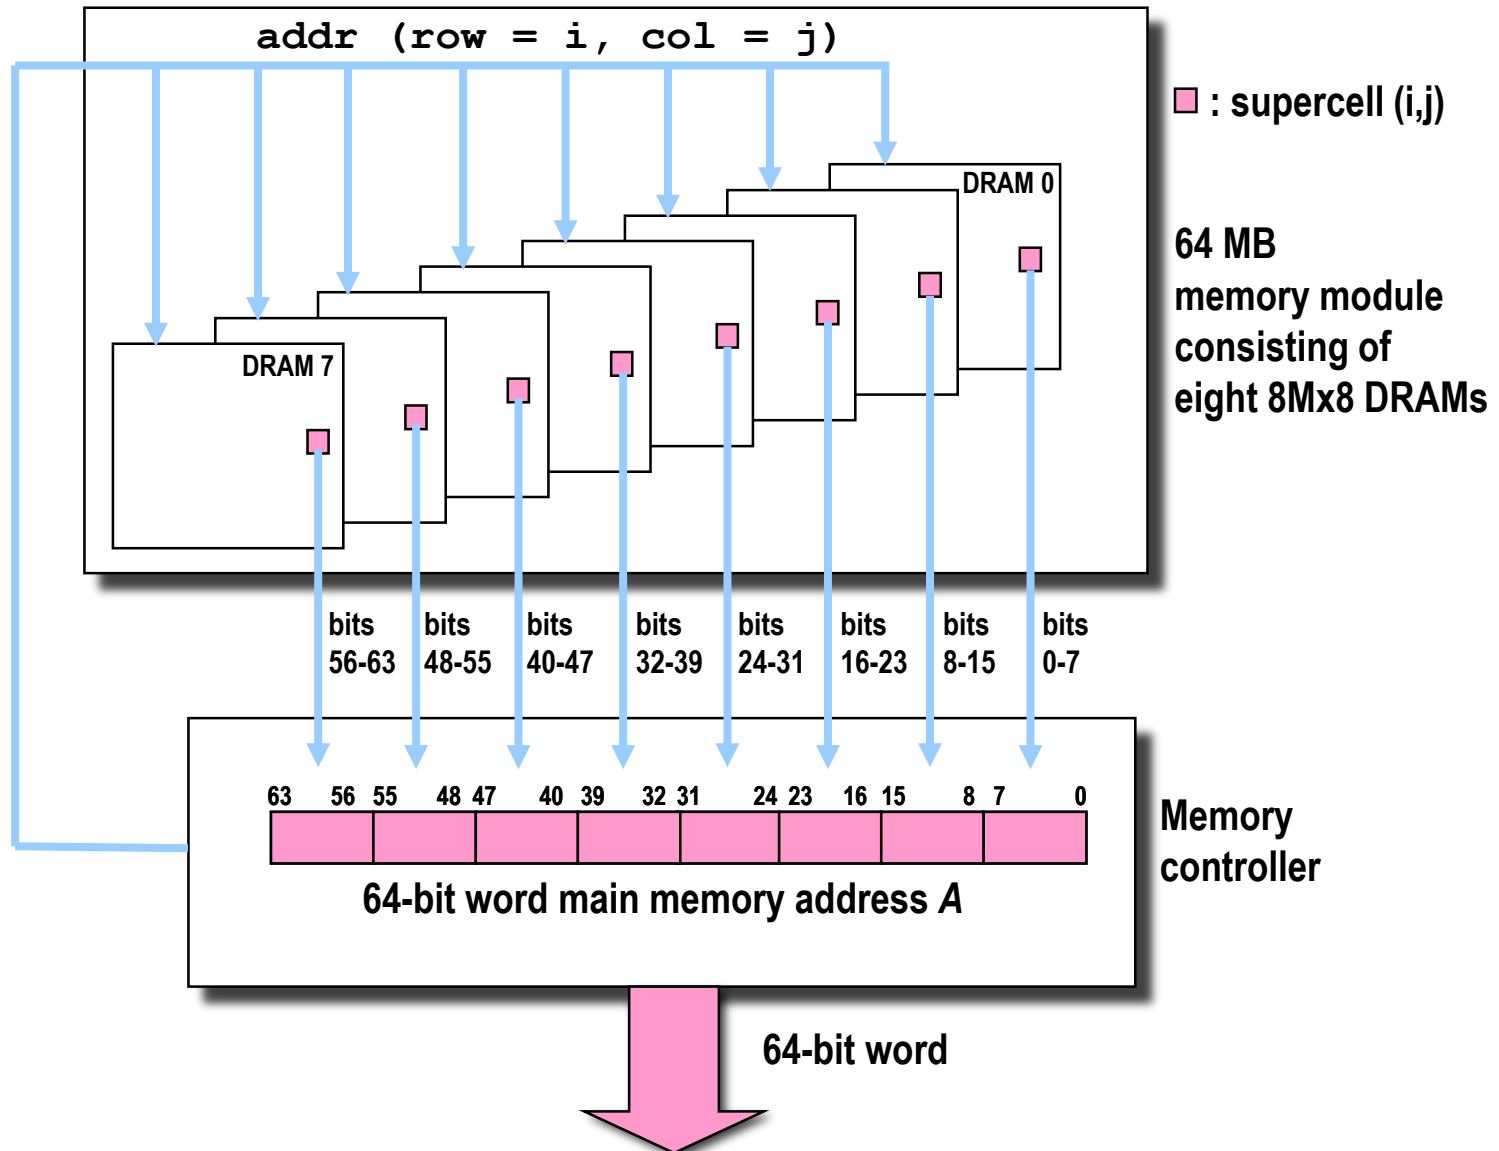 addr (row = i, col = j)
: supercell (i,j)
DRAM 0
64 MB
memory module
consisting of
eight 8Mx8 DRAMs
DRAM 7
bits
56-63
bits
48-55
bits
40-47
bits
32-39
bits
24-31
bits
16-23
bits
8-15
bits
0-7
63 56 55 48 47 40 39 32 31 24 23 16 15 8 7 0
Memory
controller
64-bit word main memory address A
64-bit word